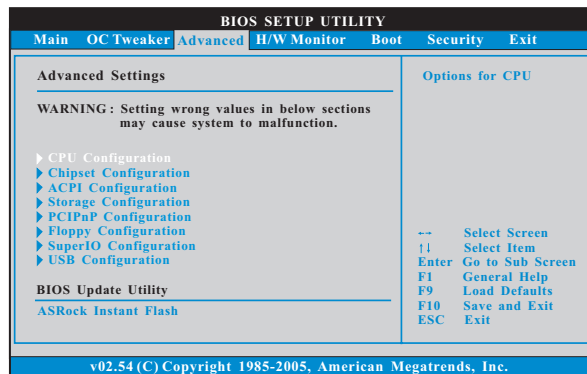 BIOS SETUP UTILITY
Main OC Tweaker Advanced H/W Monitor Boot Security Exit
Advanced Settings
WARNING : Setting wrong values in below sections
may cause system to malfunction.
CPU Configuration
Chipset Configuration
ACPI Configuration
Storage Configuration
PCIPnP Configuration
Floppy Configuration
SuperIO Configuration
USB Configuration
BIOS Update Utility
ASRock Instant Flash
Options for CPU
←→ Select Screen
↑↓ Select Item
Enter Go to Sub Screen
F1 General Help
F9 Load Defaults
F10 Save and Exit
ESC Exit
v02.54 (C) Copyright 1985-2005, American Megatrends, Inc.